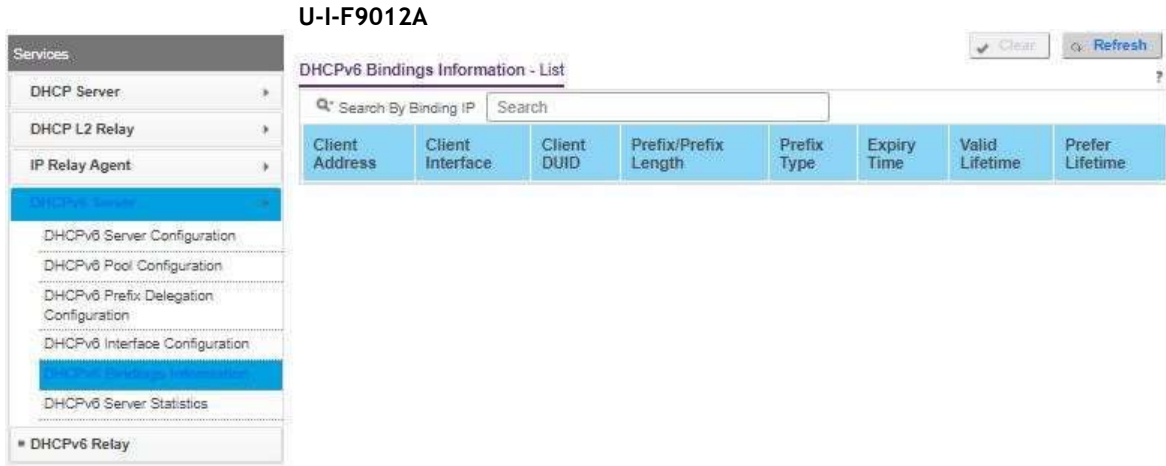 U-I-F9012A
Services
DHCP Server
DHCP L2 Relay
IP Relay Agent
DHCPv6 Server
DHCPv6 Server Configuration
DHCPv6 Pool Configuration
DHCPv6 Prefix Delegation
Configuration
DHCPv6 Interface Configuration
DHCPv6 Bindings Information
DHCPv6 Server Statistics
DHCPv6 Relay
Clear
Refresh
DHCPv6 Bindings Information - List
?
Search By Binding IP
Search
Client Address
Client Interface
Client DUID
Prefix/Prefix Length
Prefix Type
Expiry Time
Valid Lifetime
Prefer Lifetime